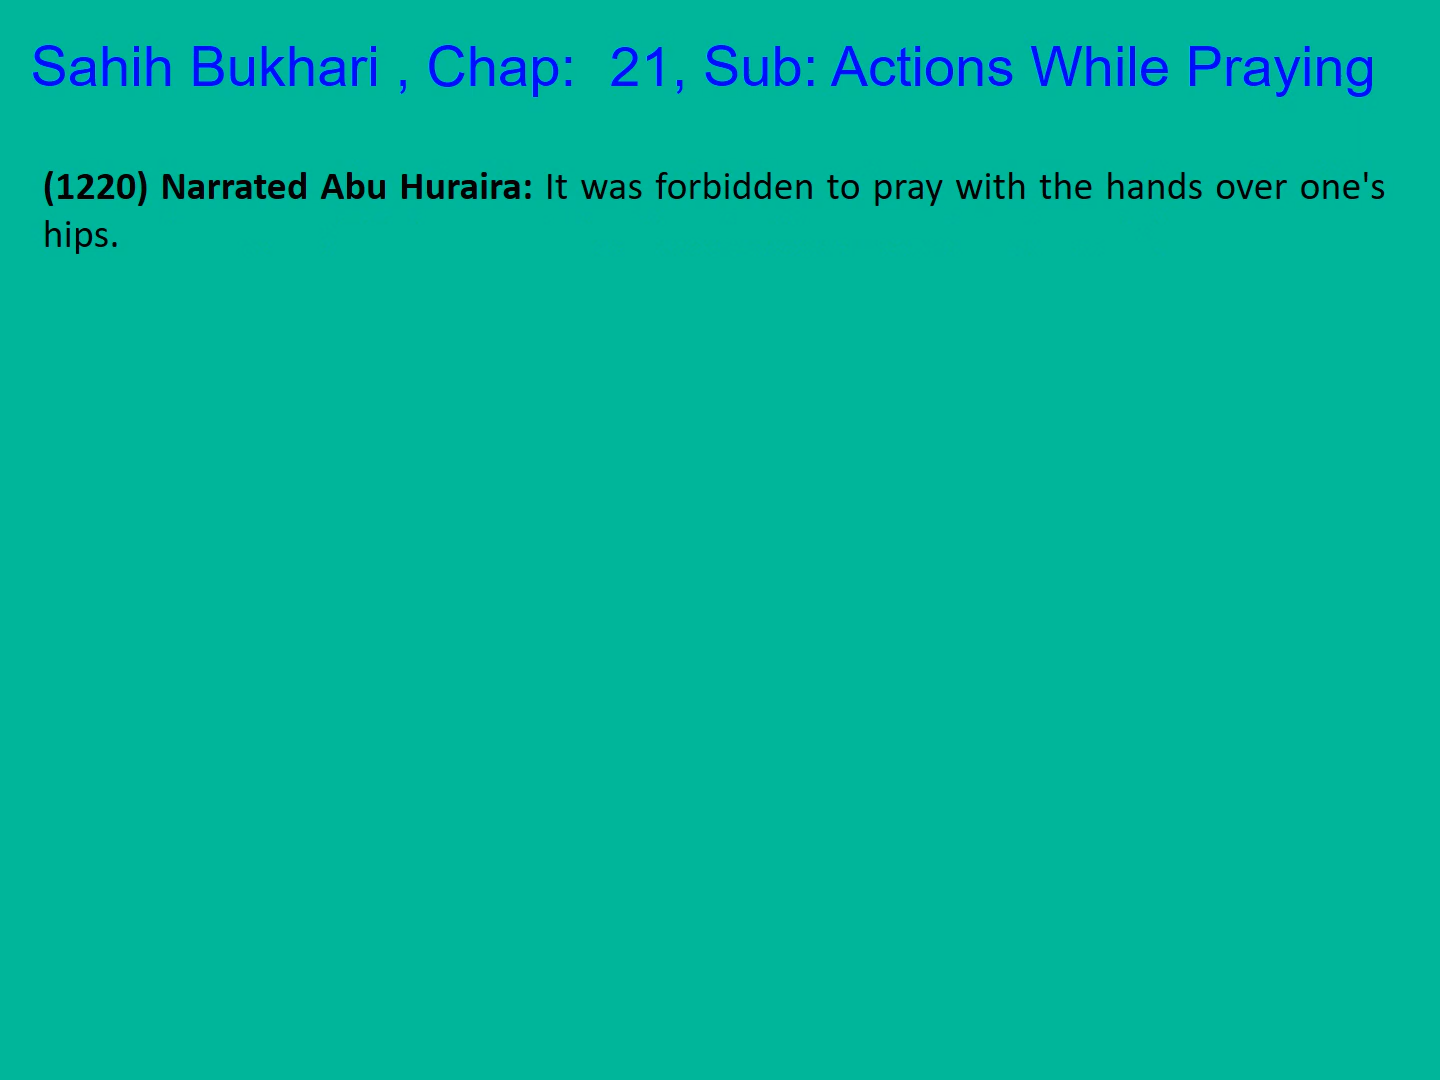 Sahih Bukhari , Chap:  21, Sub: Actions While Praying
(1220) Narrated Abu Huraira: It was forbidden to pray with the hands over one's
hips.